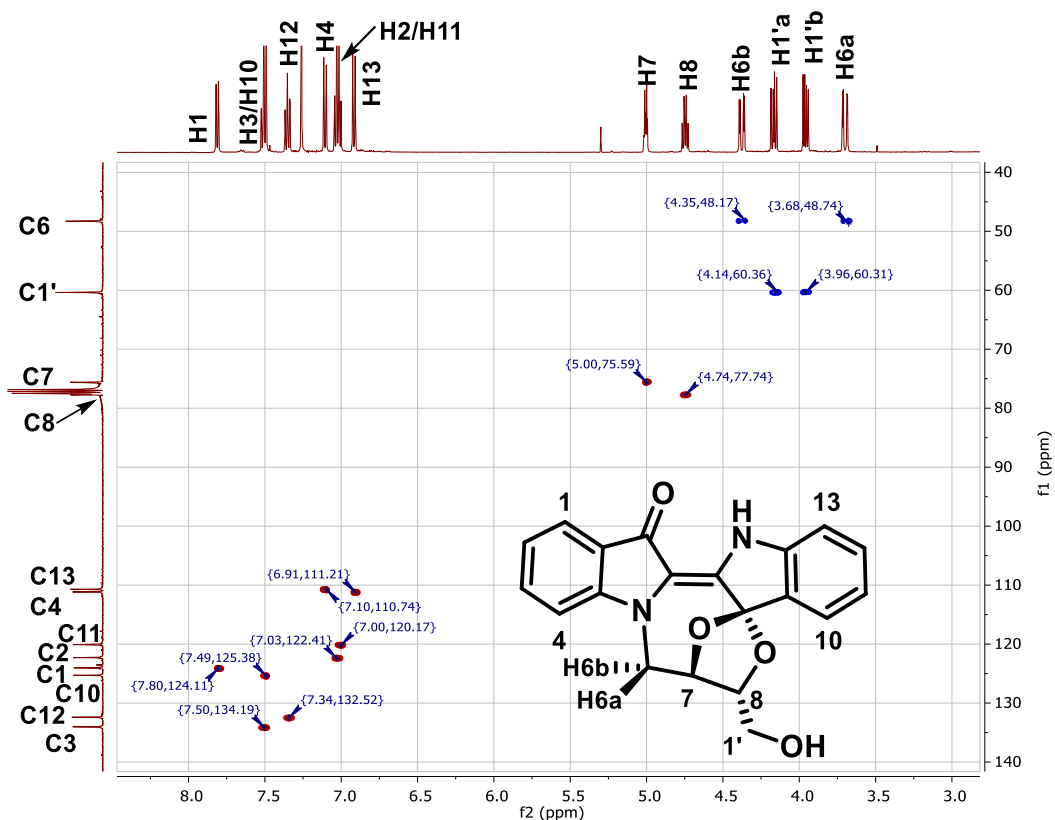 H1
H3/H10
H12
H4
H2/H11
H13
H7
H8
H6b
H1'a
H1'b
H6a
C6
C1'
C7
C8
C13
C4
C11
C2
C1
C10
C12
C3
{4.35,48.17}
{3.68,48.74}
{4.14,60.36}
{3.96,60.31}
{5.00,75.59}
{4.74,77.74}
{6.91,111.21}
{7.10,110.74}
{7.00,120.17}
{7.03,122.41}
{7.49,125.38}
{7.80,124.11}
{7.34,132.52}
{7.50,134.19}
1
O
H
N
13
N
4
O
O
10
H6b
H6a
7
8
1'
OH
40
50
60
70
80
90
100
110
120
130
140
f1 (ppm)
8.0
7.5
7.0
6.5
6.0
5.5
5.0
4.5
4.0
3.5
3.0
f2 (ppm)